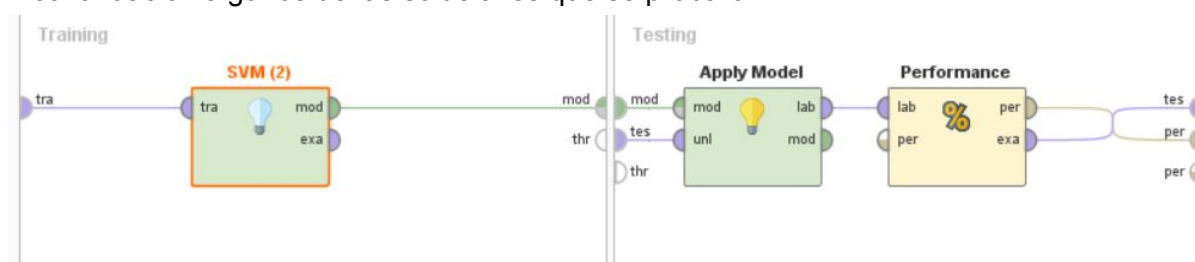 Training
Testing
SVM (2)
Apply Model
Performance
tra
tra
mod
mod
mod
mod
lab
lab
per
tes
exa
thr
tes
unl
mod
per
exa
per
thr
per